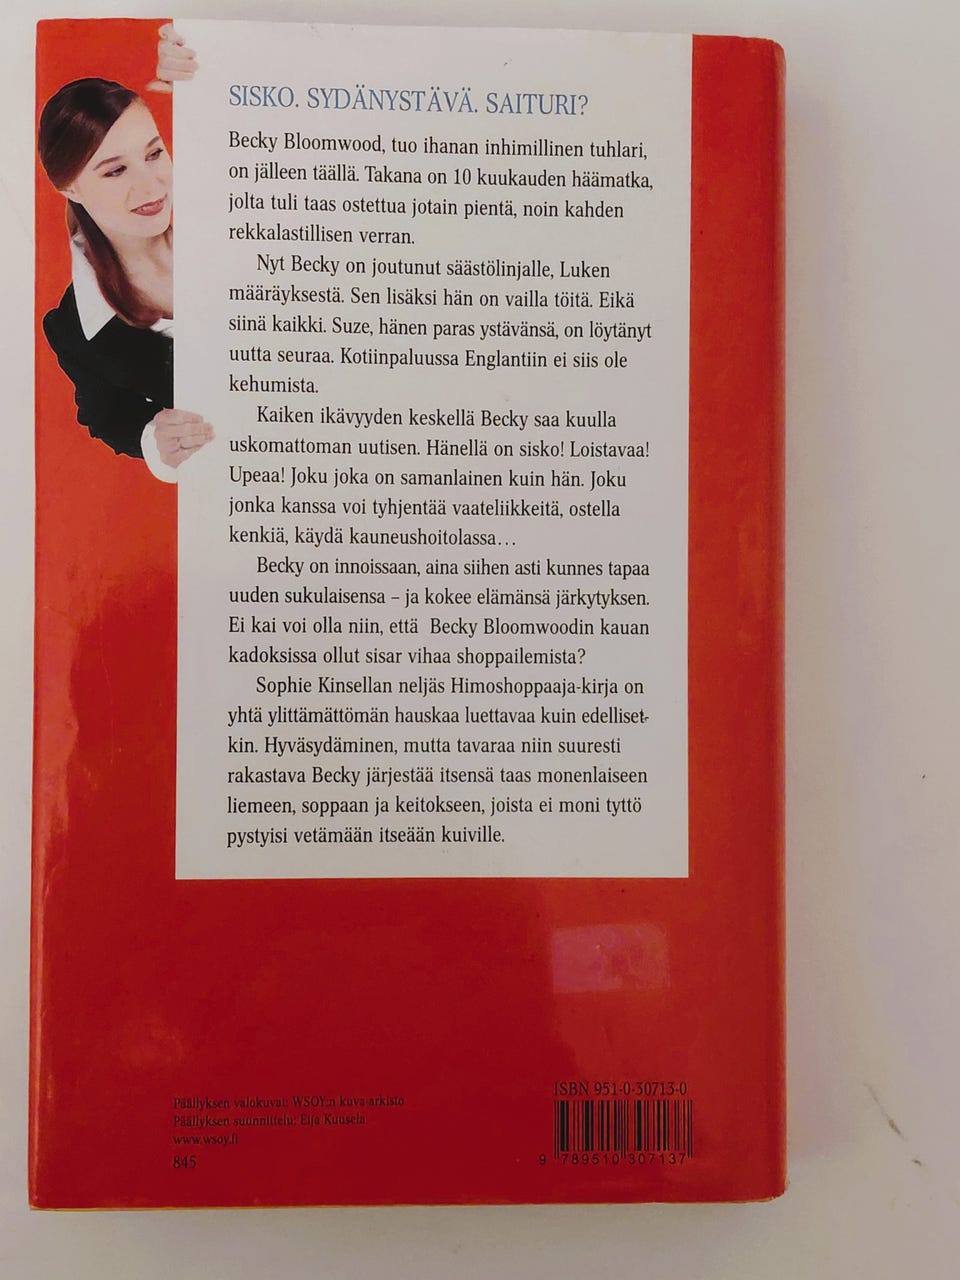 SISKO. SYDÄNYSTÄVÄ. SAITURI?
Becky Bloomwood, tuo ihanan inhimillinen tuhlari,
on jälleen täällä. Takana on 10 kuukauden häämatka,
jolta tuli taas ostettua jotain pientä, noin kahden
rekkalastillisen verran.
Nyt Becky on joutunut säästölinjalle, Luken
määräyksestä. Sen lisäksi hän on vailla töitä. Eikä
siinä kaikki. Suze, hänen paras ystävänsä, on löytänyt
uutta seuraa. Kotiinpaluussa Englantiin ei siis ole
kehumista.
Kaiken ikävyyden keskellä Becky saa kuulla
uskomattoman uutisen. Hänellä on sisko! Loistavaa!
Upeaa! Joku joka on samanlainen kuin hän. Joku
jonka kanssa voi tyhjentää vaateliikkeitä, ostella
kenkiä, käydä kauneushoitolassa...
Becky on innoissaan, aina siihen asti kunnes tapaa
uuden sukulaisensa – ja kokee elämänsä järkytyksen.
Ei kai voi olla niin, että Becky Bloomwoodin kauan
kadoksissa ollut sisar vihaa shoppailemista?
Sophie Kinsellan neljäs Himoshoppaaja-kirja on
yhtä ylittämättömän hauskaa luettavaa kuin edelliset-
kin. Hyväsydäminen, mutta tavaraa niin suuresti
rakastava Becky järjestää itsensä taas monenlaiseen
liemeen, soppaan ja keitokseen, joista ei moni tyttö
pystyisi vetämään itseään kuiville.
Päällyksen valokuvat: WSOY:n kuva-arkisto
Päällyksen suunnittelu: Eija Kuusela
www.wsoy.fi
845
ISBN 951-0-30713-0
9 789510 307137